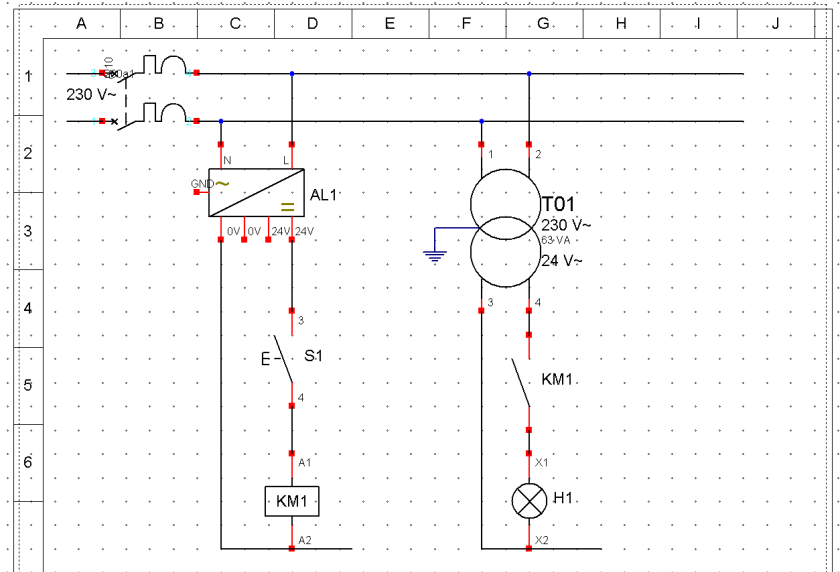 A B C D E F G H I J
1
230 V~
2
N L
1 2
GND
~
=
AL1
T01
230 V~
63 VA
24 V~
3
0V 0V 24V 24V
4
3
3 4
E
S1
KM1
5
4
6
A1
X1
KM1
H1
A2
X2